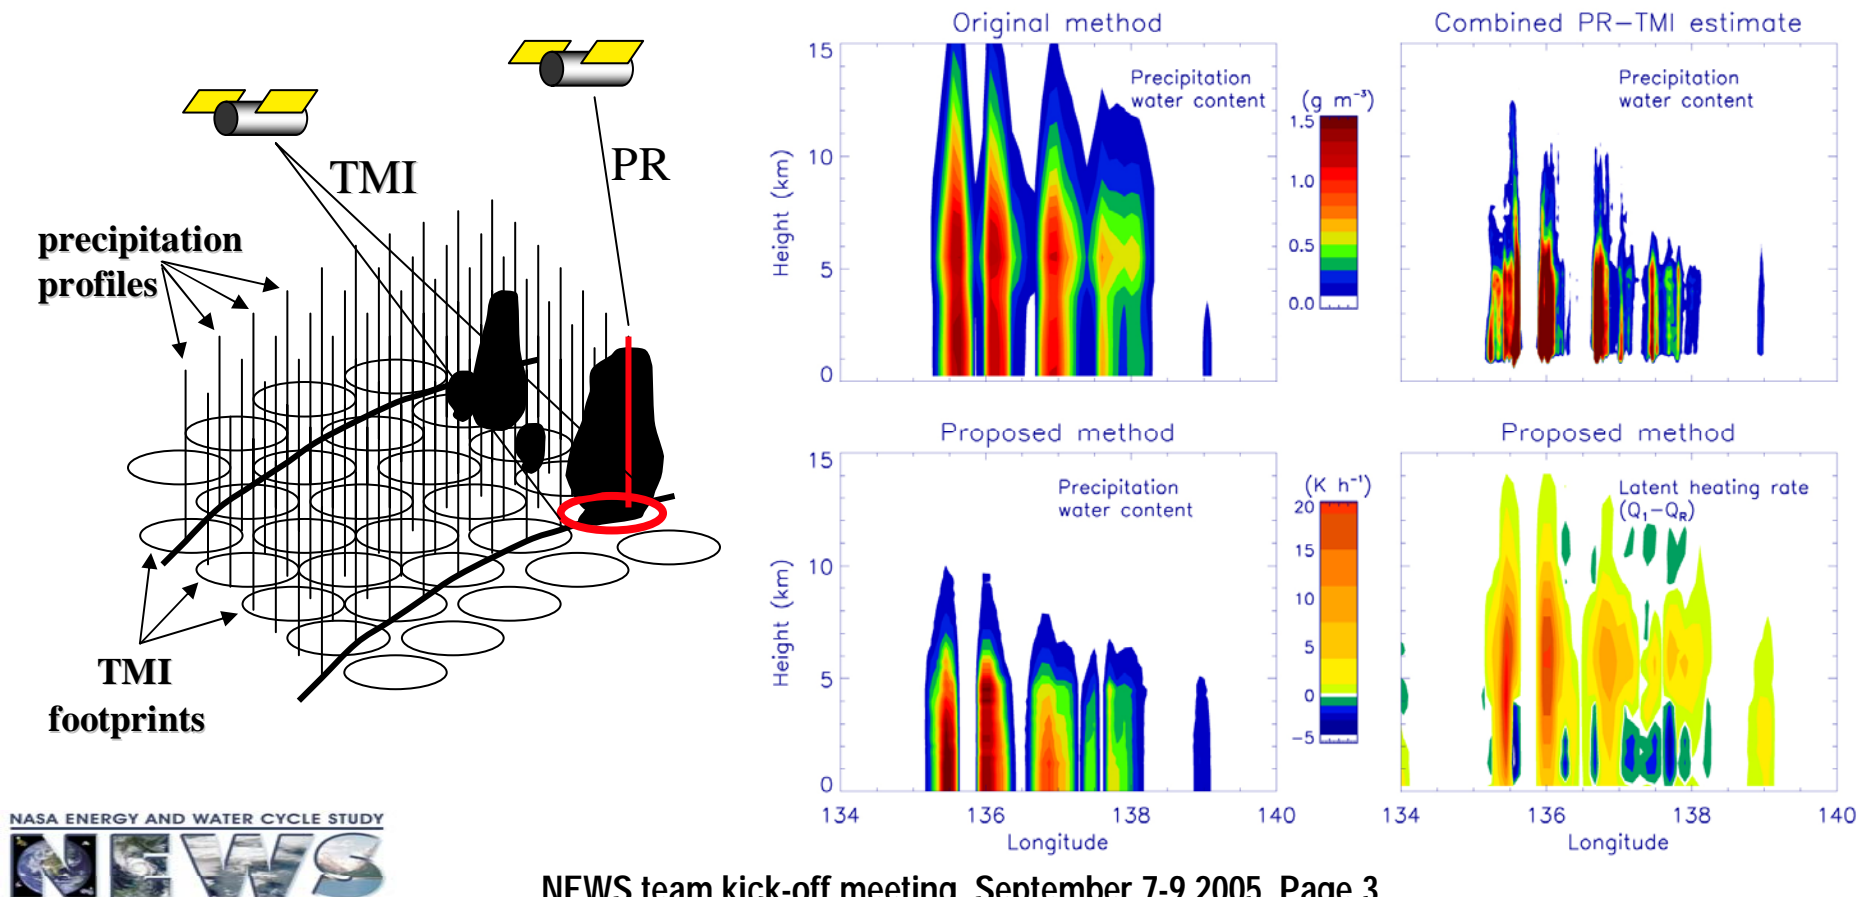 TMI
PR
precipitation
profiles
TMI
footprints
Original method
Precipitation
water content
15
10
5
0
Height (km)
(g m⁻³)
1.5
1.0
0.5
0.0
Combined PR−TMI estimate
Precipitation
water content
Proposed method
Precipitation
water content
15
10
5
0
Height (km)
134
136
138
140
Longitude
(K h⁻¹)
20
15
10
5
0
−5
Proposed method
Latent heating rate
(Q₁−Q_R)
134
136
138
140
Longitude
NASA ENERGY AND WATER CYCLE STUDY
NEWS
NEWS team kick-off meeting, September 7-9 2005, Page 3